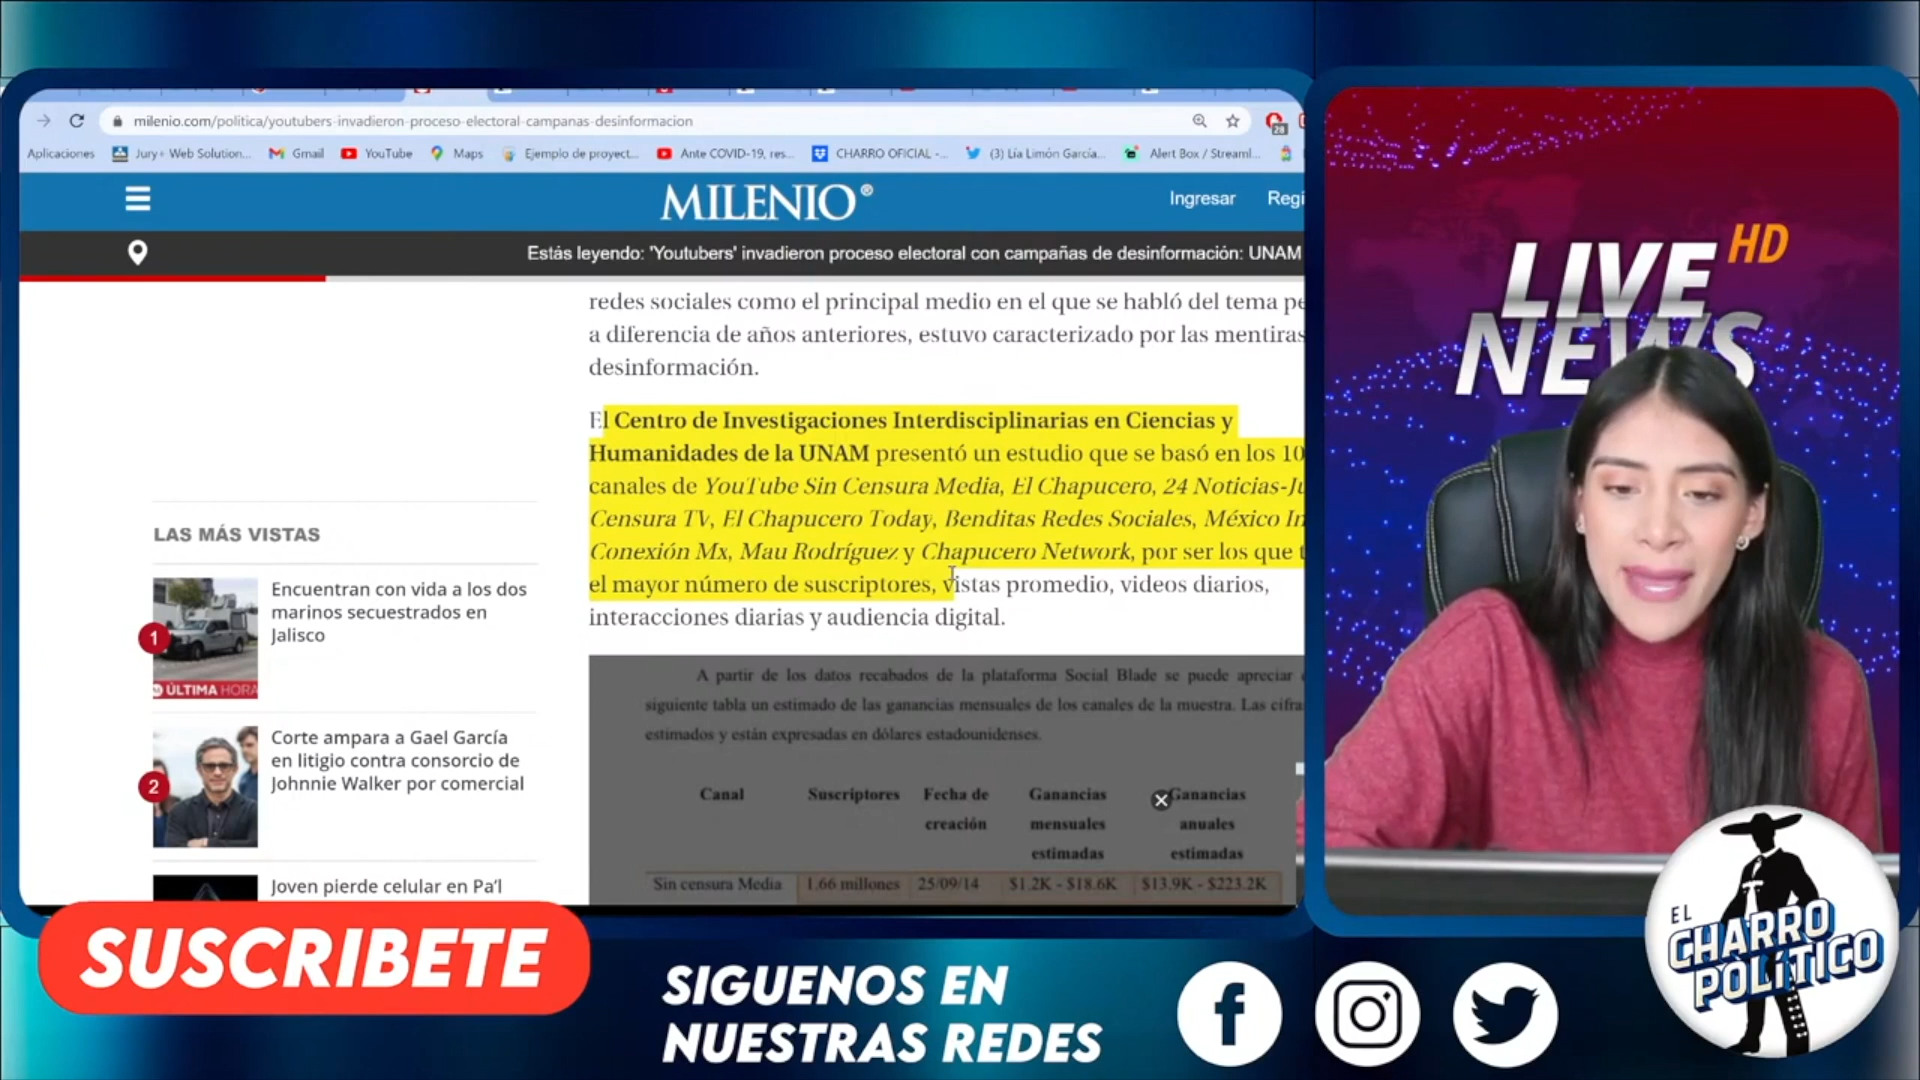 milenio.com/politica/youtubers-invadieron-proceso-electoral-campanas-desinformacion
28
Aplicaciones Jury+ Web Solution... Gmail YouTube Maps Ejemplo de proyect... Ante COVID-19, res... CHARRO OFICIAL -... (3) Lía Limón García... Alert Box / Streaml...
MILENIO®
Ingresar Regi
Estás leyendo: 'Youtubers' invadieron proceso electoral con campañas de desinformación: UNAM
redes sociales como el principal medio en el que se habló del tema pe
a diferencia de años anteriores, estuvo caracterizado por las mentiras
desinformación.
El Centro de Investigaciones Interdisciplinarias en Ciencias y
Humanidades de la UNAM presentó un estudio que se basó en los 10
canales de YouTube Sin Censura Media, El Chapucero, 24 Noticias-Ju
Censura TV, El Chapucero Today, Benditas Redes Sociales, México In
Conexión Mx, Mau Rodríguez y Chapucero Network, por ser los que t
el mayor número de suscriptores, vistas promedio, videos diarios,
interacciones diarias y audiencia digital.
A partir de los datos recabados de la plataforma Social Blade se puede apreciar
siguiente tabla un estimado de las ganancias mensuales de los canales de la muestra. Las cifra
estimados y están expresadas en dólares estadounidenses.
Canal Suscriptores Fecha de creación Ganancias mensuales estimadas Ganancias anuales estimadas
Sin censura Media 1.66 millones 25/09/14 $1.2K - $18.6K $13.9K - $223.2K
LAS MÁS VISTAS
1
ÚLTIMA HORA
Encuentran con vida a los dos
marinos secuestrados en
Jalisco
2
Corte ampara a Gael García
en litigio contra consorcio de
Johnnie Walker por comercial
Joven pierde celular en Pa'l
LIVE HD
NEWS
SUSCRIBETE
SIGUENOS EN
NUESTRAS REDES
EL
CHARRO
POLÍTICO